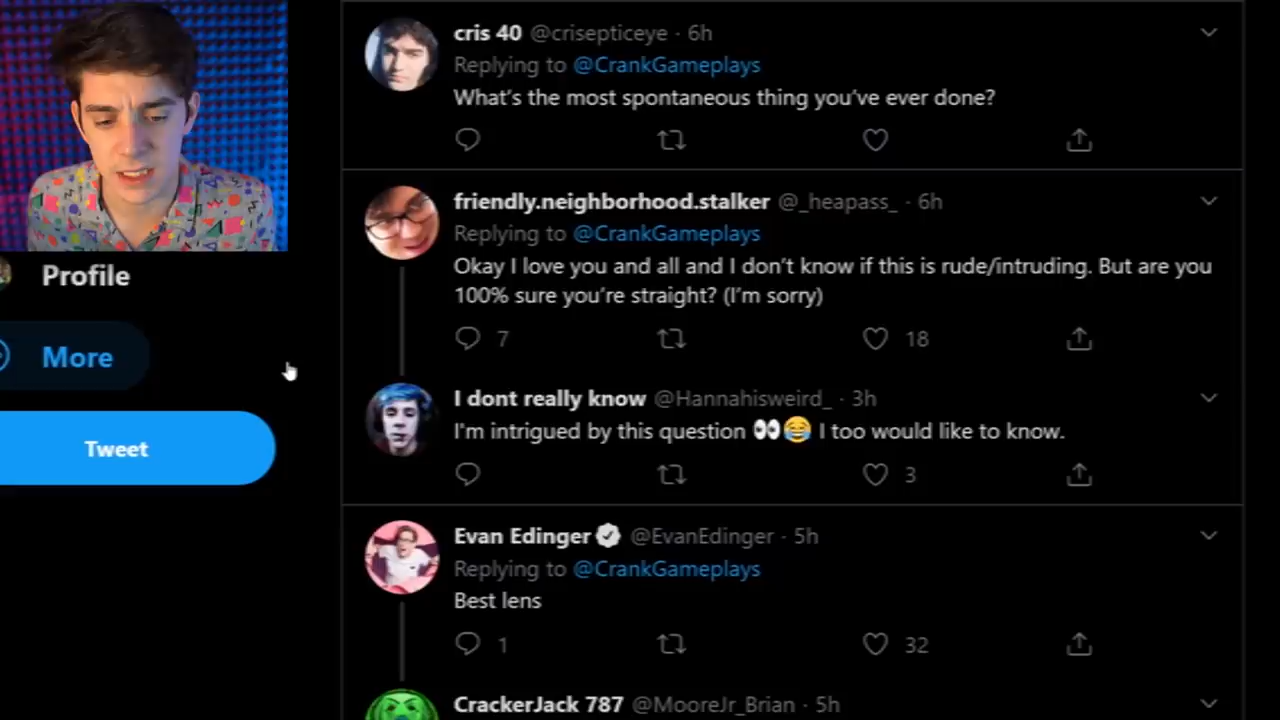 cris 40 @crisepticeye · 6h
Replying to @CrankGameplays
What's the most spontaneous thing you've ever done?
friendly.neighborhood.stalker @_heapass_ · 6h
Replying to @CrankGameplays
Okay I love you and all and I don't know if this is rude/intruding. But are you
100% sure you're straight? (I'm sorry)
7 18
Profile
More
Tweet
I dont really know @Hannahisweird_ · 3h
I'm intrigued by this question 👀😂 I too would like to know.
3
Evan Edinger @EvanEdinger · 5h
Replying to @CrankGameplays
Best lens
1 32
CrackerJack 787 @MooreJr_Brian · 5h